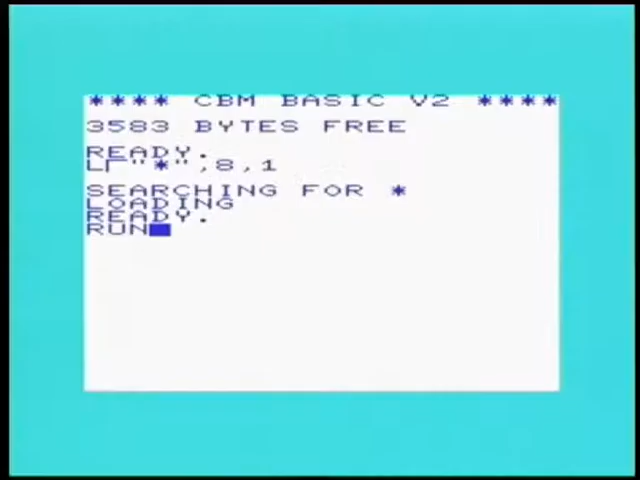 **** CBM BASIC V2 ****
3583 BYTES FREE
READY.
L┌"*",8,1
SEARCHING FOR *
LOADING
READY.
RUN